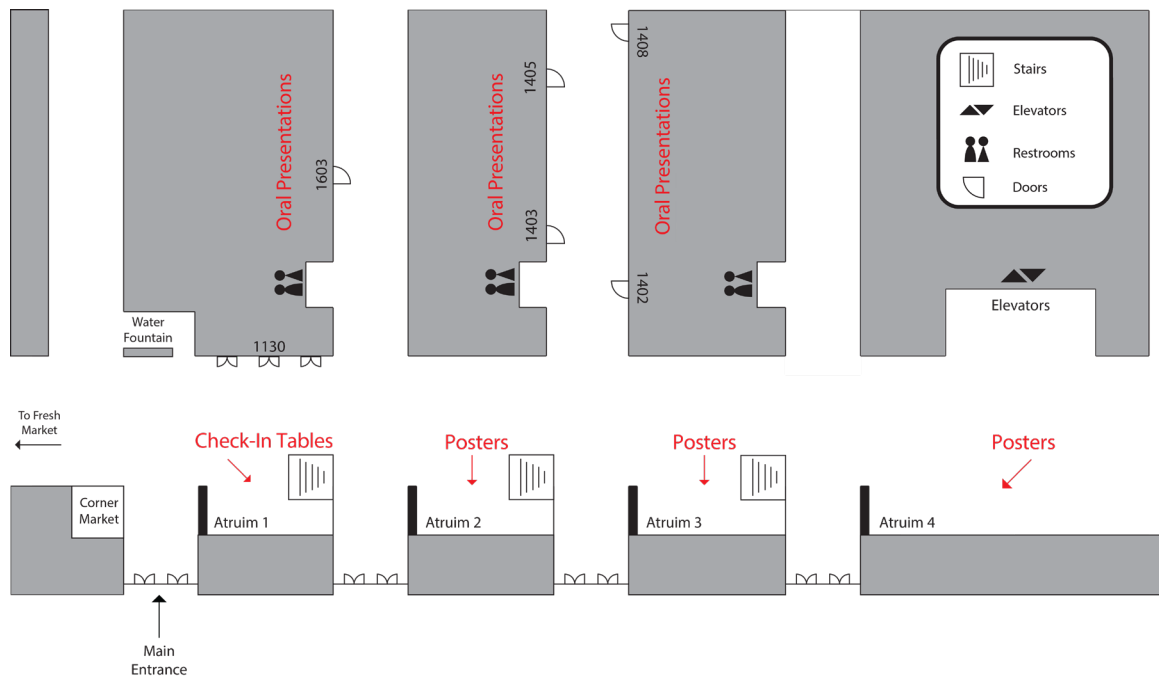 1408
1405
Stairs
Elevators
Restrooms
Doors
Oral Presentations
Oral Presentations
Oral Presentations
1603
1403
1402
Elevators
Water
Fountain
1130
To Fresh
Market
Check-In Tables
Posters
Posters
Posters
Corner
Market
Atruim 1
Atruim 2
Atruim 3
Atruim 4
Main
Entrance